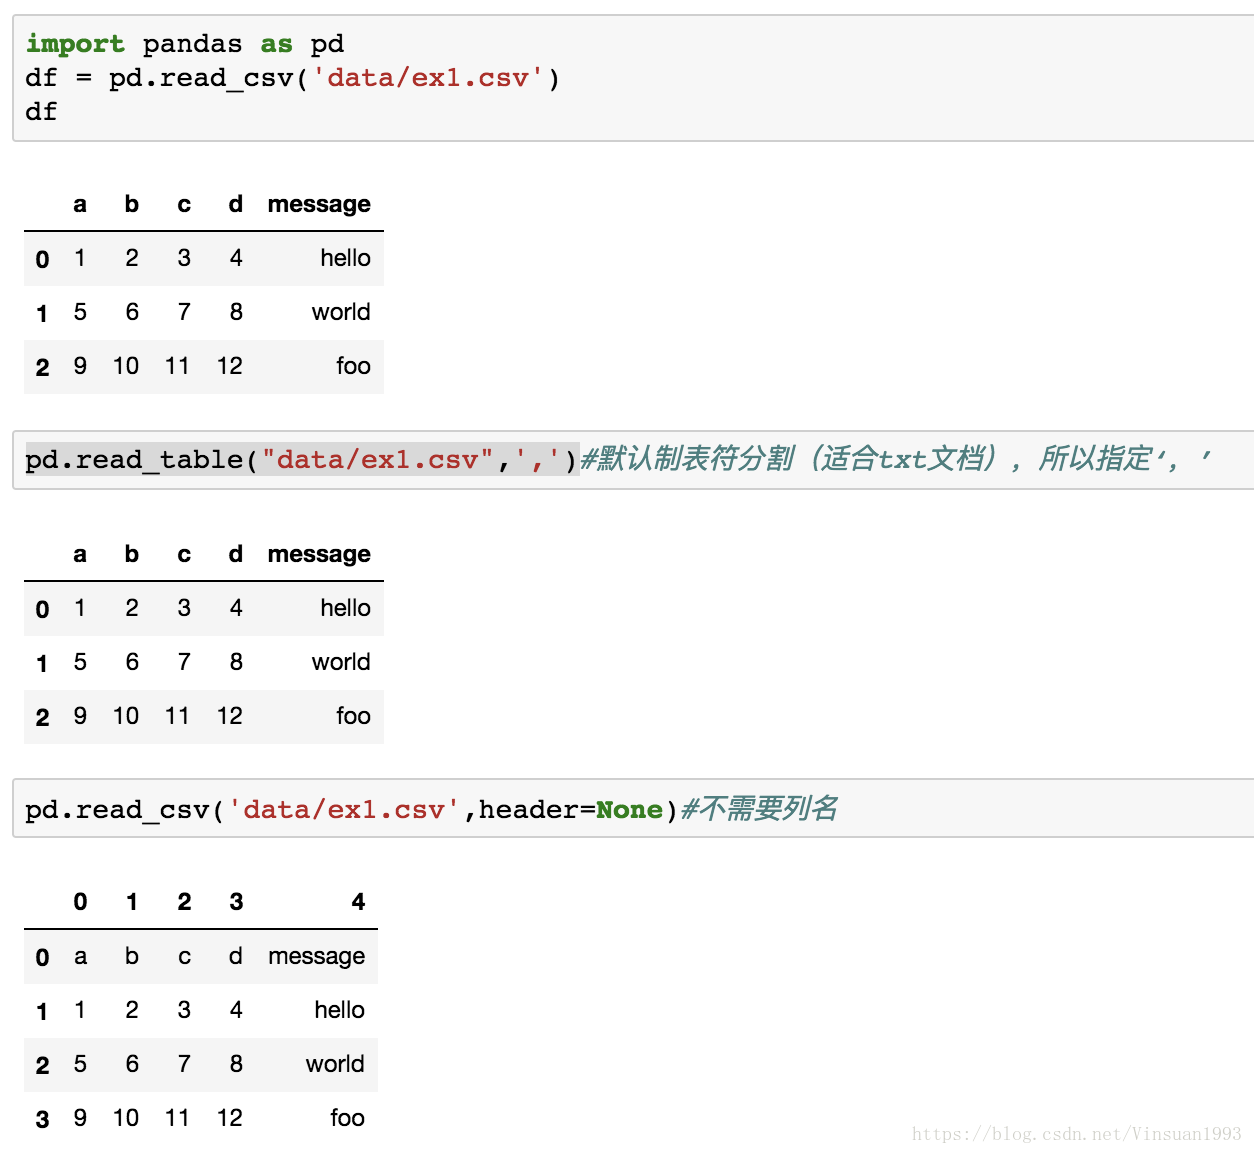 import pandas as pd
df = pd.read_csv('data/ex1.csv')
df
a b c d message
0 1 2 3 4 hello
1 5 6 7 8 world
2 9 10 11 12 foo
pd.read_table("data/ex1.csv",',')#默认制表符分割（适合txt文档），所以指定‘，’
a b c d message
0 1 2 3 4 hello
1 5 6 7 8 world
2 9 10 11 12 foo
pd.read_csv('data/ex1.csv',header=None)#不需要列名
0 1 2 3 4
0 a b c d message
1 1 2 3 4 hello
2 5 6 7 8 world
3 9 10 11 12 foo
https://blog.csdn.net/Vinsuan1993